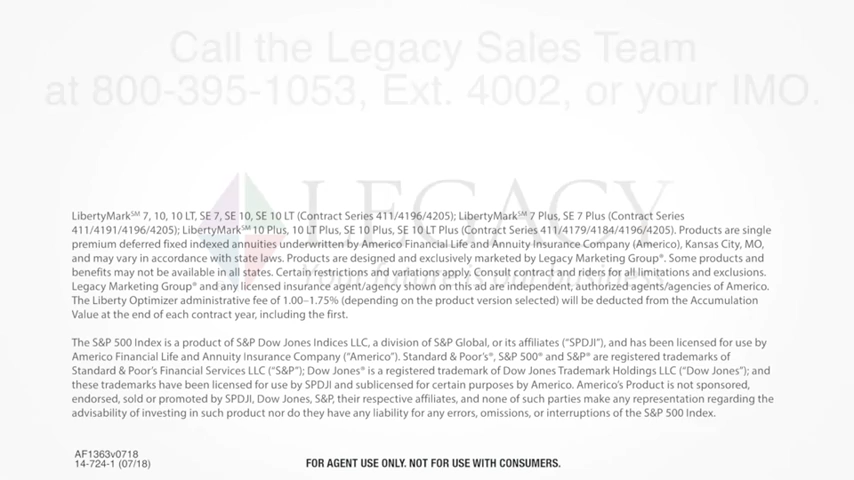 Call the Legacy Sales Team
at 800-395-1053, Ext. 4002, or your IMO.
LEGACY
LibertyMark℠ 7, 10, 10 LT, SE 7, SE 10, SE 10 LT (Contract Series 411/4196/4205); LibertyMark℠ 7 Plus, SE 7 Plus (Contract Series
411/4191/4196/4205); LibertyMark℠ 10 Plus, 10 LT Plus, SE 10 Plus, SE 10 LT Plus (Contract Series 411/4179/4184/4196/4205). Products are single
premium deferred fixed indexed annuities underwritten by Americo Financial Life and Annuity Insurance Company (Americo), Kansas City, MO,
and may vary in accordance with state laws. Products are designed and exclusively marketed by Legacy Marketing Group®. Some products and
benefits may not be available in all states. Certain restrictions and variations apply. Consult contract and riders for all limitations and exclusions.
Legacy Marketing Group® and any licensed insurance agent/agency shown on this ad are independent, authorized agents/agencies of Americo.
The Liberty Optimizer administrative fee of 1.00–1.75% (depending on the product version selected) will be deducted from the Accumulation
Value at the end of each contract year, including the first.
The S&P 500 Index is a product of S&P Dow Jones Indices LLC, a division of S&P Global, or its affiliates (“SPDJI”), and has been licensed for use by
Americo Financial Life and Annuity Insurance Company (“Americo”). Standard & Poor’s®, S&P 500® and S&P® are registered trademarks of
Standard & Poor’s Financial Services LLC (“S&P”); Dow Jones® is a registered trademark of Dow Jones Trademark Holdings LLC (“Dow Jones”); and
these trademarks have been licensed for use by SPDJI and sublicensed for certain purposes by Americo. Americo’s Product is not sponsored,
endorsed, sold or promoted by SPDJI, Dow Jones, S&P, their respective affiliates, and none of such parties make any representation regarding the
advisability of investing in such product nor do they have any liability for any errors, omissions, or interruptions of the S&P 500 Index.
AF1363v0718
14-724-1 (07/18)
FOR AGENT USE ONLY. NOT FOR USE WITH CONSUMERS.